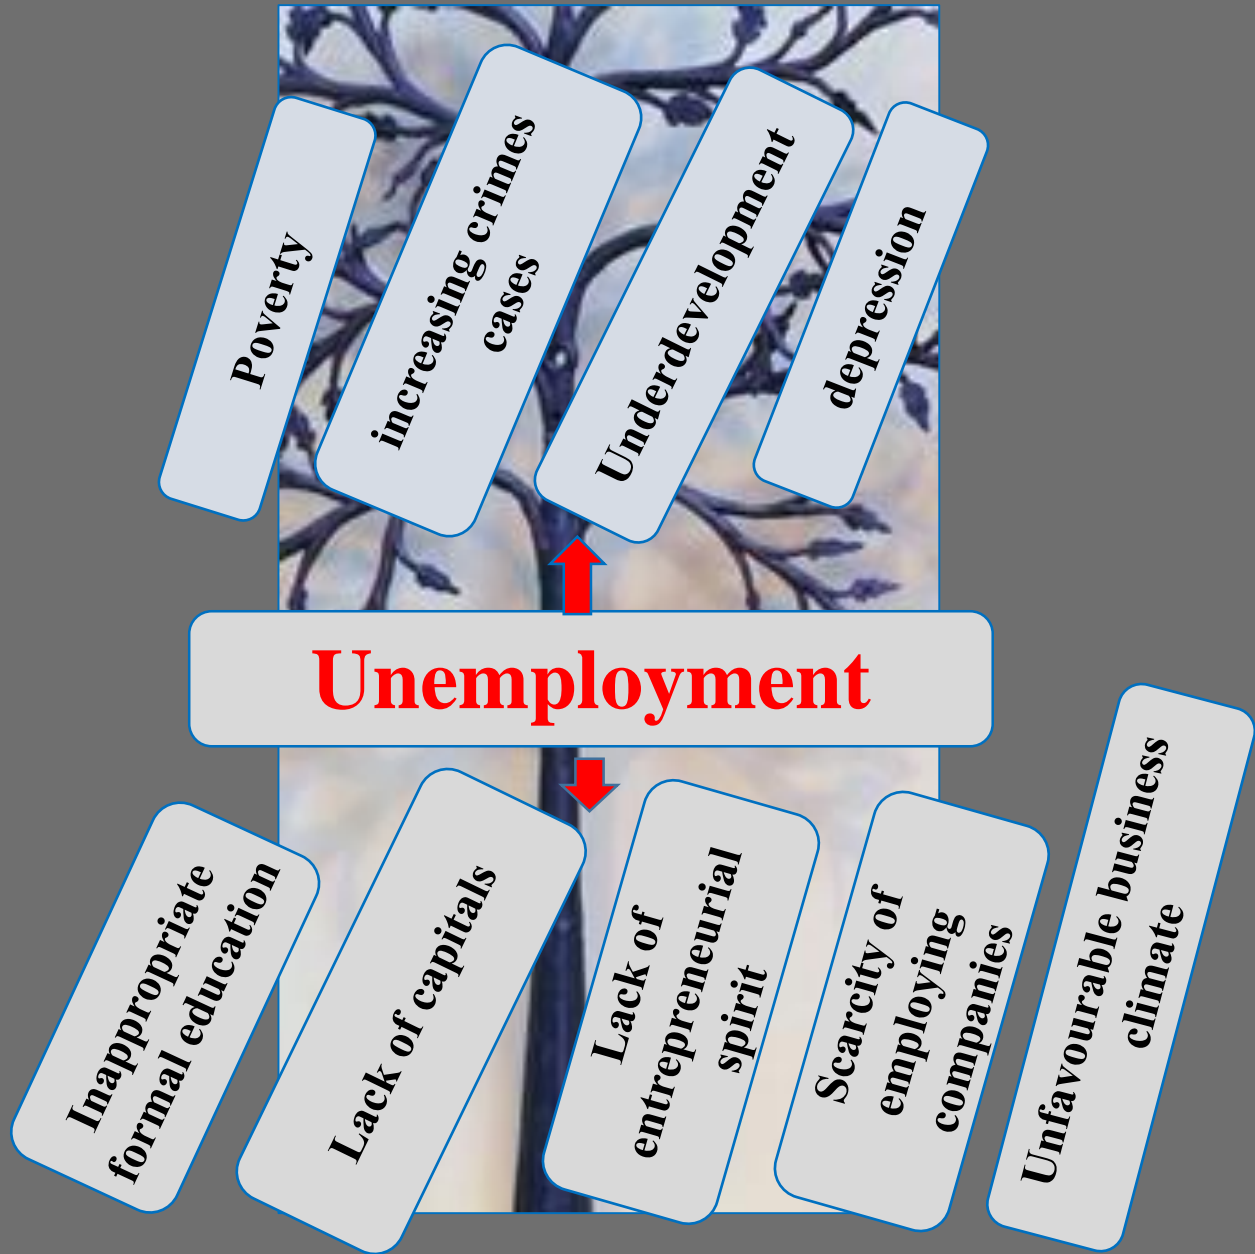 Poverty
increasing crimes
cases
Underdevelopment
depression
Unemployment
Inappropriate
formal education
Lack of capitals
Lack of
entrepreneurial
spirit
Scarcity of
employing
companies
Unfavourable business
climate